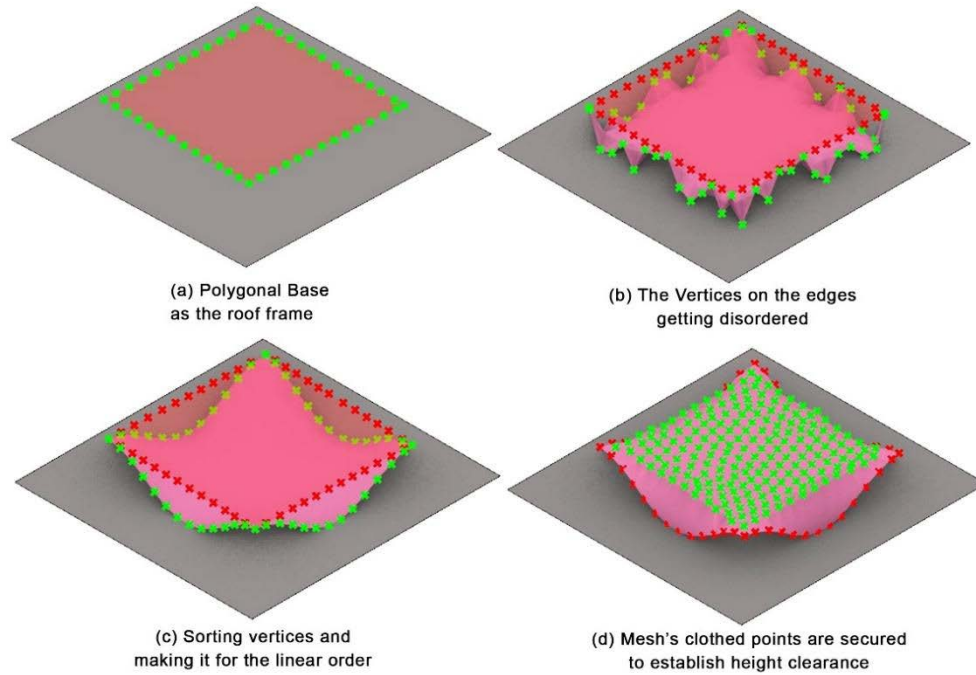 (a) Polygonal Base
as the roof frame
(b) The Vertices on the edges
getting disordered
(c) Sorting vertices and
making it for the linear order
(d) Mesh's clothed points are secured
to establish height clearance